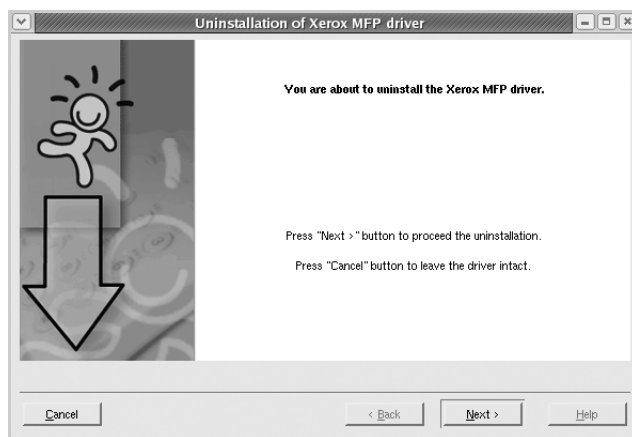 Uninstallation of Xerox MFP driver
You are about to uninstall the Xerox MFP driver.
Press "Next >" button to proceed the uninstallation.
Press "Cancel" button to leave the driver intact.
Cancel
< Back
Next >
Help